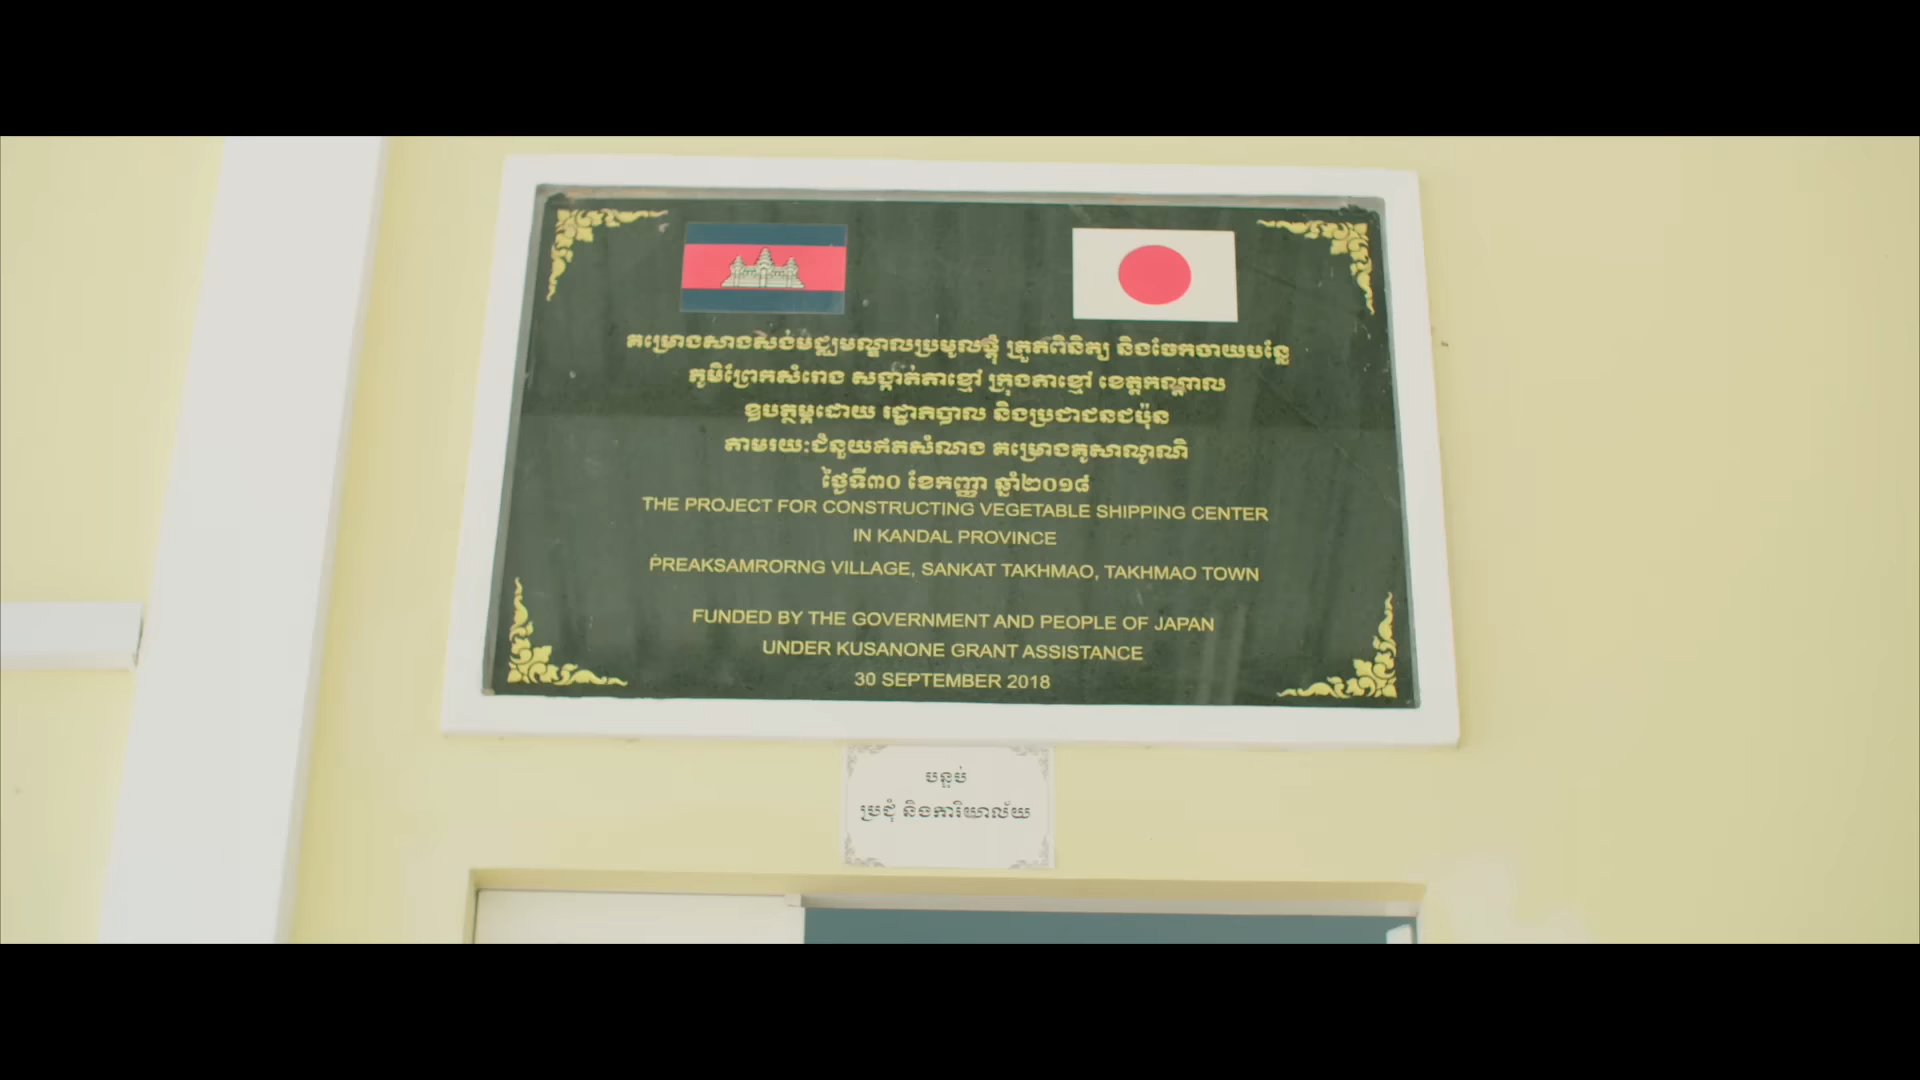 គម្រោងសាងសង់មជ្ឈមណ្ឌលប្រមូលផ្តុំ ត្រួតពិនិត្យ និងចែកចាយបន្លែ
ភូមិព្រែកសំរោង សង្កាត់តាខ្មៅ ក្រុងតាខ្មៅ ខេត្តកណ្តាល
ឧបត្ថម្ភដោយ រដ្ឋាភិបាល និងប្រជាជនជប៉ុន
តាមរយៈជំនួយឥតសំណង គម្រោងគូសាណូណិ
ថ្ងៃទី៣០ ខែកញ្ញា ឆ្នាំ២០១៨
THE PROJECT FOR CONSTRUCTING VEGETABLE SHIPPING CENTER
IN KANDAL PROVINCE
PREAKSAMRORNG VILLAGE, SANKAT TAKHMAO, TAKHMAO TOWN
FUNDED BY THE GOVERNMENT AND PEOPLE OF JAPAN
UNDER KUSANONE GRANT ASSISTANCE
30 SEPTEMBER 2018
បន្ទប់
ប្រជុំ និងការិយាល័យ